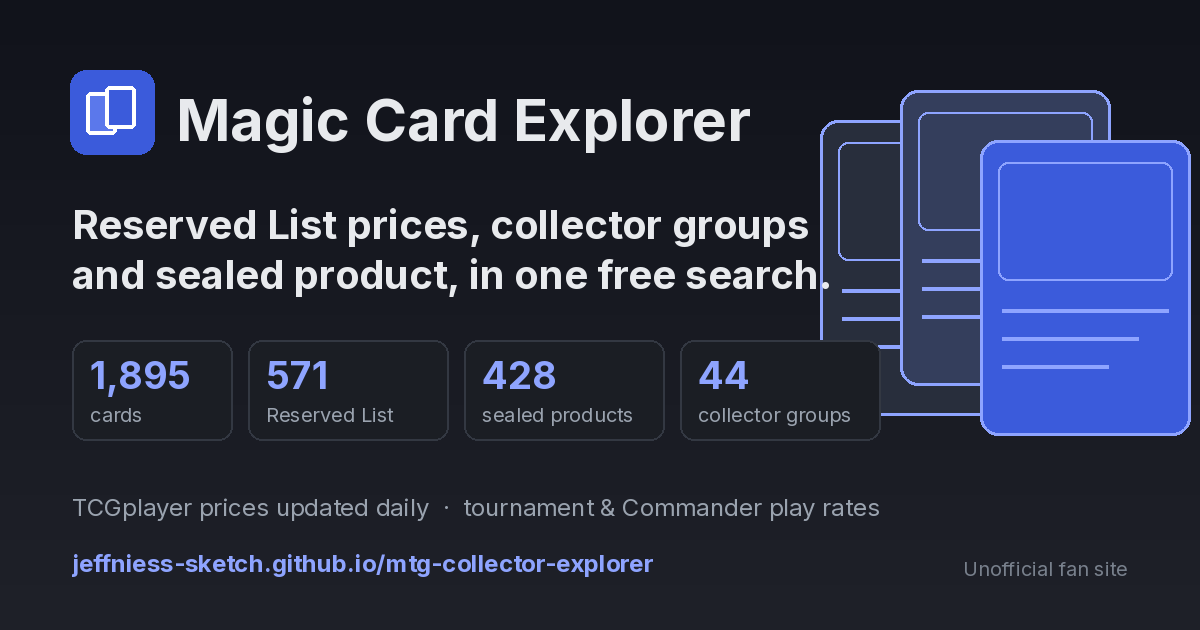 Magic Card Explorer
Reserved List prices, collector groups
and sealed product, in one free search.
1,895
cards
571
Reserved List
428
sealed products
44
collector groups
TCGplayer prices updated daily · tournament & Commander play rates
jeffniess-sketch.github.io/mtg-collector-explorer
Unofficial fan site